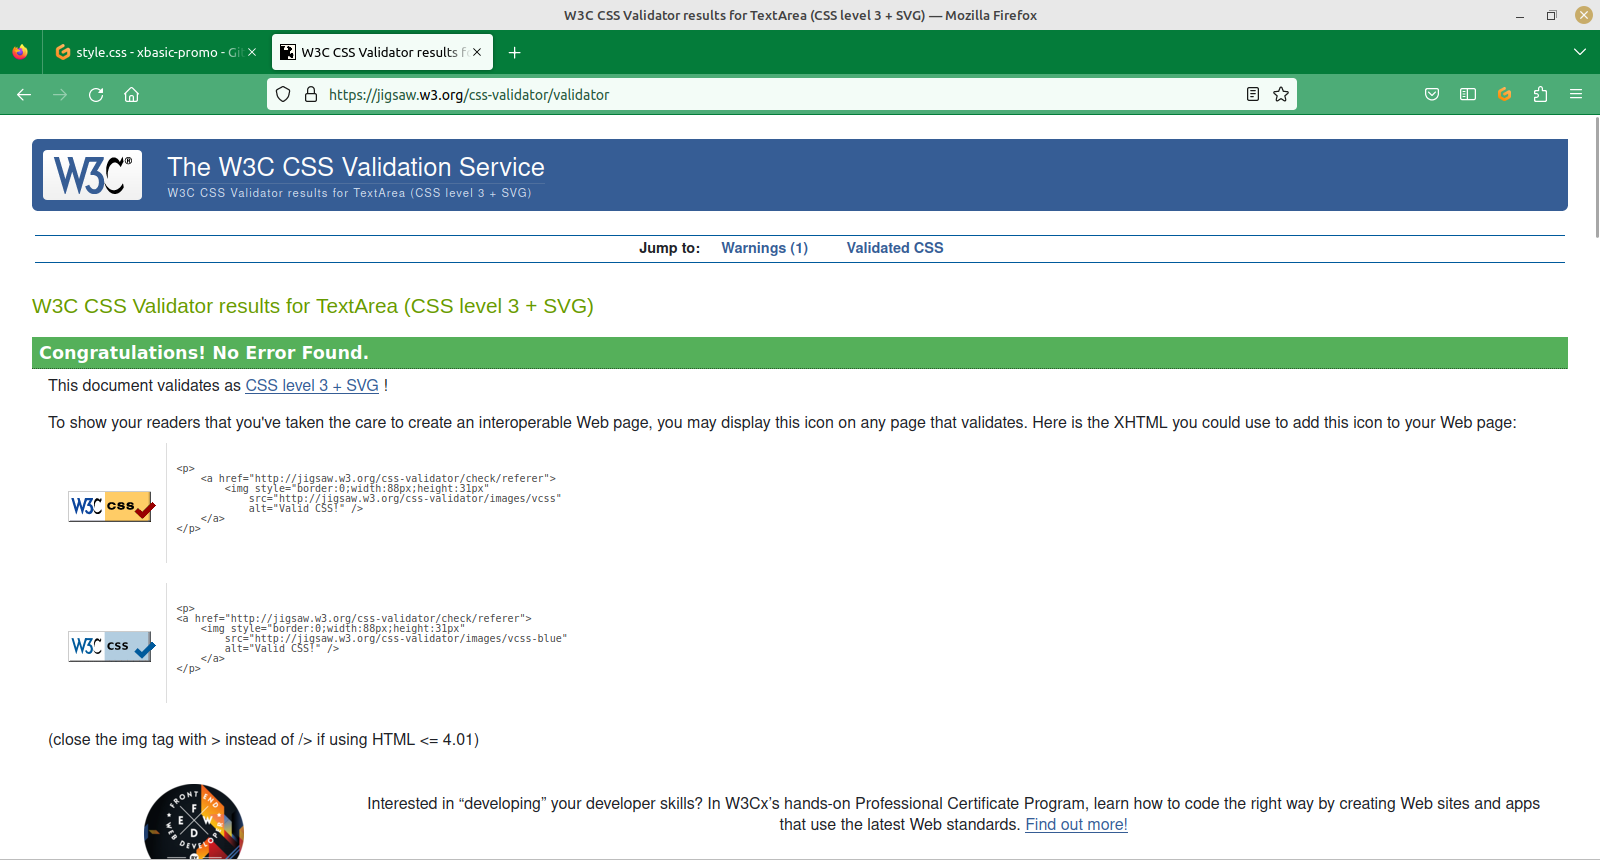 W3C CSS Validator results for TextArea (CSS level 3 + SVG) — Mozilla Firefox
style.css - xbasic-promo - Git
W3C CSS Validator results fo
https://jigsaw.w3.org/css-validator/validator
W3C®
The W3C CSS Validation Service
W3C CSS Validator results for TextArea (CSS level 3 + SVG)
Jump to: Warnings (1) Validated CSS
W3C CSS Validator results for TextArea (CSS level 3 + SVG)
Congratulations! No Error Found.
This document validates as CSS level 3 + SVG !
To show your readers that you've taken the care to create an interoperable Web page, you may display this icon on any page that validates. Here is the XHTML you could use to add this icon to your Web page:
W3C CSS
<p>
<a href="http://jigsaw.w3.org/css-validator/check/referer">
<img style="border:0;width:88px;height:31px"
src="http://jigsaw.w3.org/css-validator/images/vcss"
alt="Valid CSS!" />
</a>
</p>
W3C CSS
<p>
<a href="http://jigsaw.w3.org/css-validator/check/referer">
<img style="border:0;width:88px;height:31px"
src="http://jigsaw.w3.org/css-validator/images/vcss-blue"
alt="Valid CSS!" />
</a>
</p>
(close the img tag with > instead of /> if using HTML <= 4.01)
FRONT END
F
E W
D
WEB DEVELOPER
BY
Interested in “developing” your developer skills? In W3Cx’s hands-on Professional Certificate Program, learn how to code the right way by creating Web sites and apps
that use the latest Web standards. Find out more!